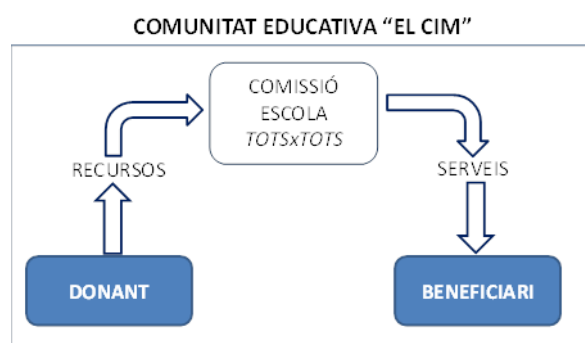 COMUNITAT EDUCATIVA “EL CIM”
COMISSIÓ
ESCOLA
TOTSxTOTS
RECURSOS
SERVEIS
DONANT
BENEFICIARI